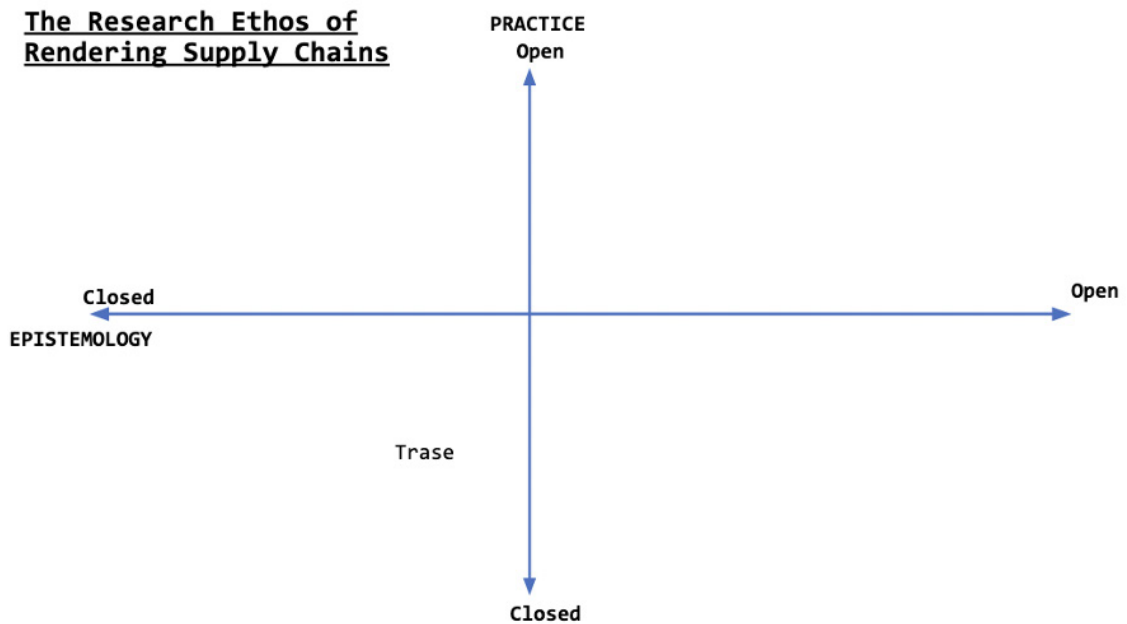 The Research Ethos of
Rendering Supply Chains
PRACTICE
Open
Closed
Open
EPISTEMOLOGY
Trase
Closed